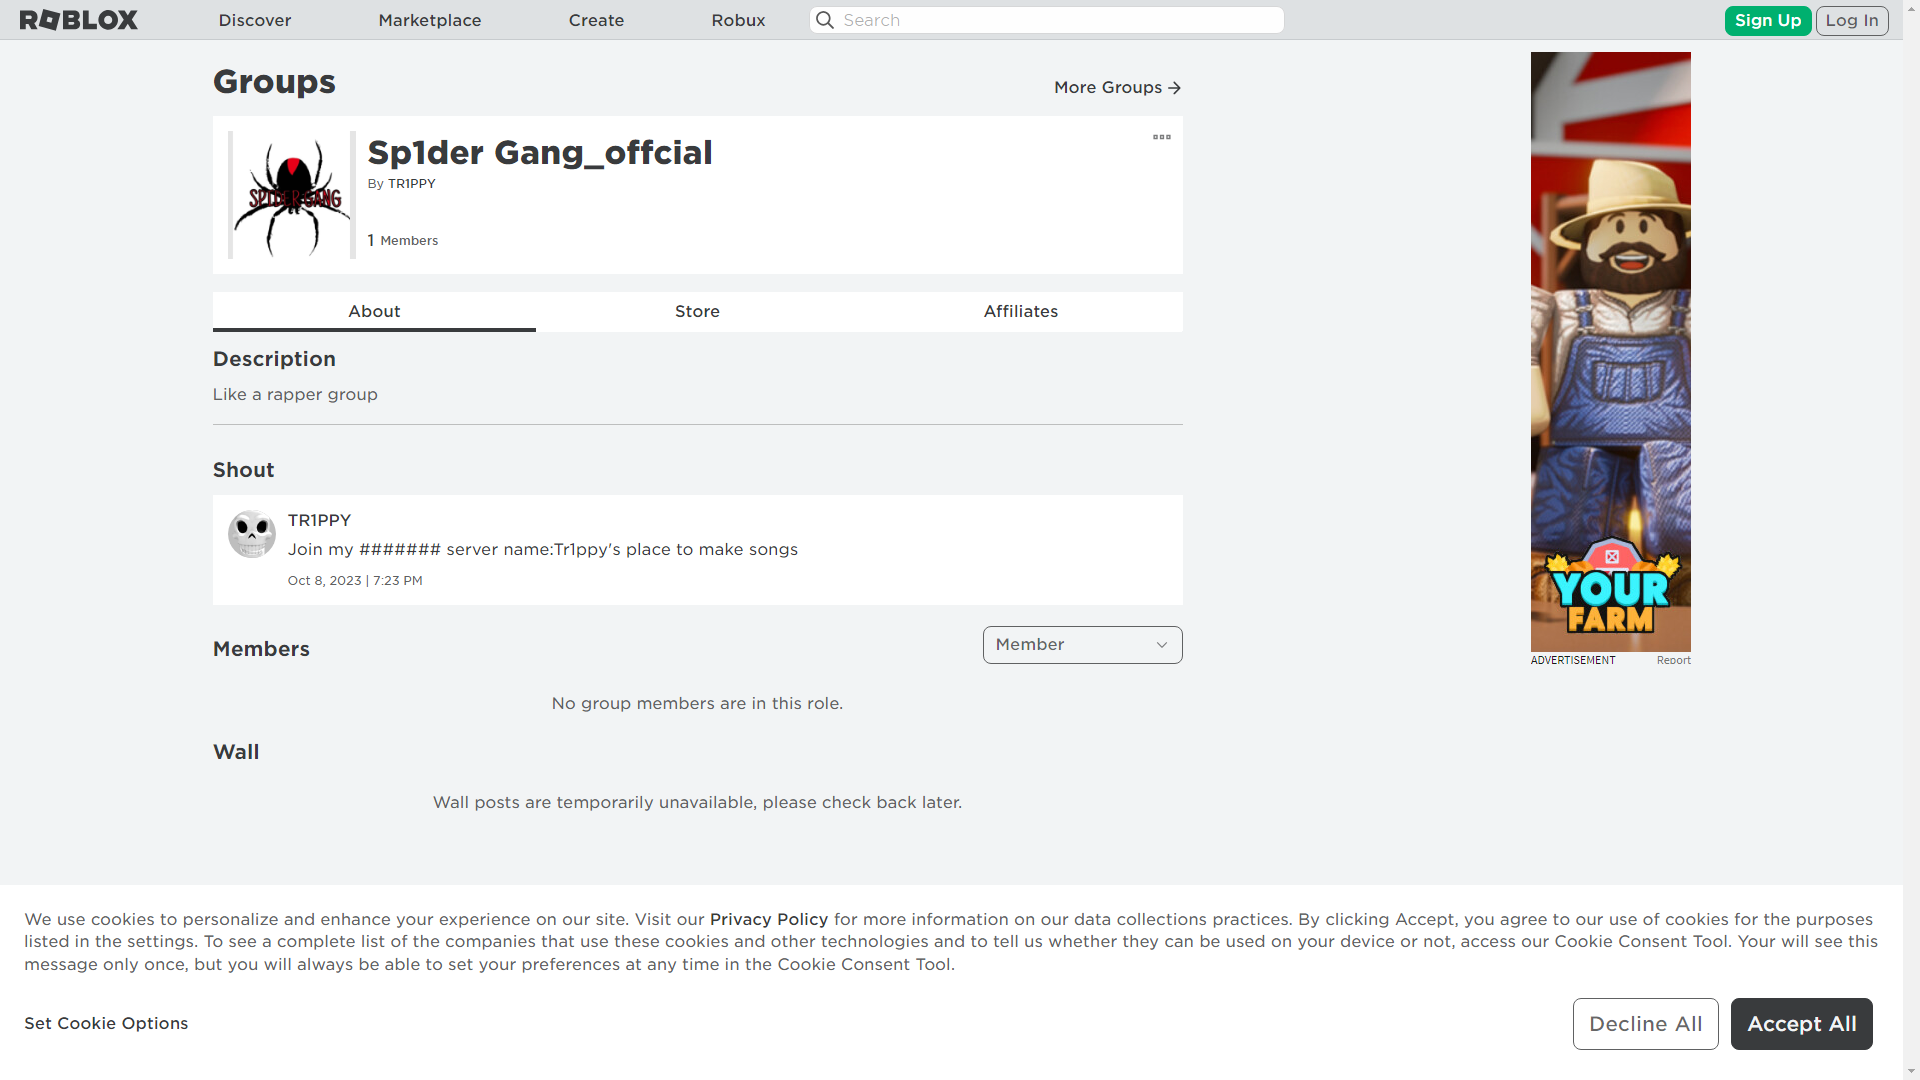 ROBLOX
Discover
Marketplace
Create
Robux
Search
Sign Up
Log In
Groups
More Groups
SPIDER GANG
Sp1der Gang_offcial
By TR1PPY
1 Members
About
Store
Affiliates
Description
Like a rapper group
Shout
TR1PPY
Join my ####### server name:Tr1ppy's place to make songs
Oct 8, 2023 | 7:23 PM
Members
Member
No group members are in this role.
Wall
Wall posts are temporarily unavailable, please check back later.
YOUR
FARM
ADVERTISEMENT
Report
We use cookies to personalize and enhance your experience on our site. Visit our Privacy Policy for more information on our data collections practices. By clicking Accept, you agree to our use of cookies for the purposes
listed in the settings. To see a complete list of the companies that use these cookies and other technologies and to tell us whether they can be used on your device or not, access our Cookie Consent Tool. Your will see this
message only once, but you will always be able to set your preferences at any time in the Cookie Consent Tool.
Set Cookie Options
Decline All
Accept All